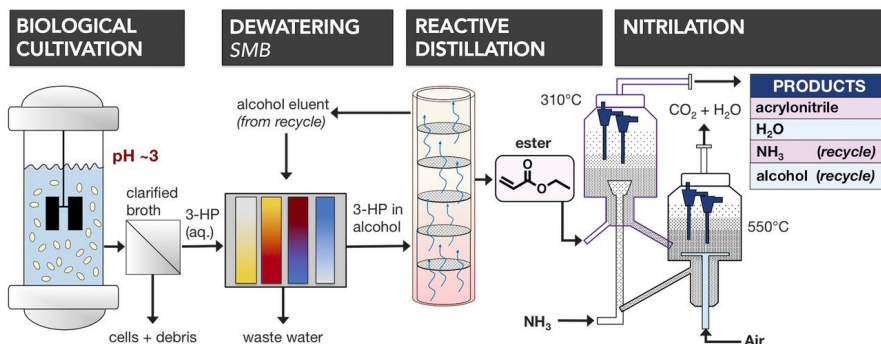 BIOLOGICAL
CULTIVATION
DEWATERING
SMB
REACTIVE
DISTILLATION
NITRILATION
pH ~3
clarified
broth
cells + debris
3-HP
(aq.)
alcohol eluent
(from recycle)
waste water
3-HP in
alcohol
ester
O
O
310°C
NH₃
CO₂ + H₂O
550°C
Air
PRODUCTS
acrylonitrile
H₂O
NH₃ (recycle)
alcohol (recycle)